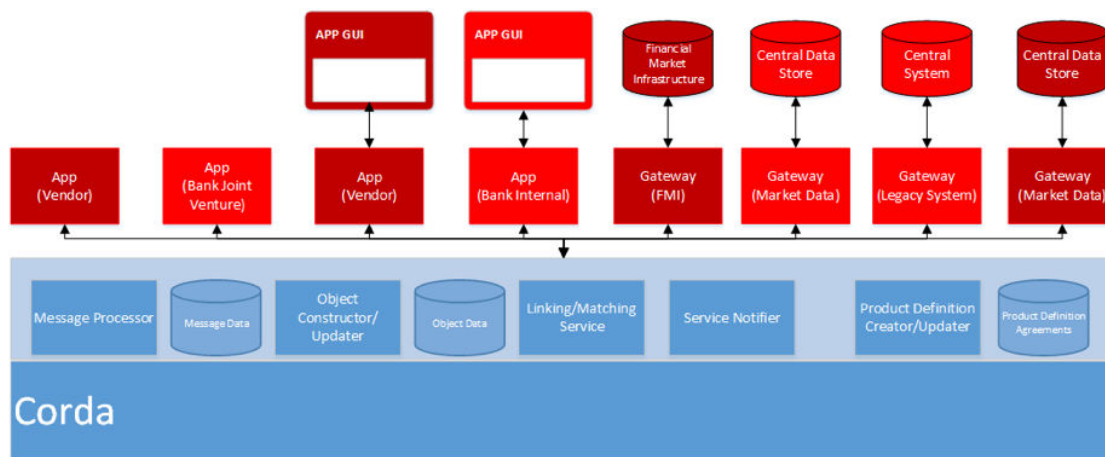 APP GUI
APP GUI
Financial
Market
Infrastructure
Central Data
Store
Central
System
Central Data
Store
App
(Vendor)
App
(Bank Joint
Venture)
App
(Vendor)
App
(Bank Internal)
Gateway
(FMI)
Gateway
(Market Data)
Gateway
(Legacy System)
Gateway
(Market Data)
Message Processor
Message Data
Object
Constructor/
Updater
Object Data
Linking/Matching
Service
Service Notifier
Product Definition
Creator/Updater
Product Definition
Agreements
Corda